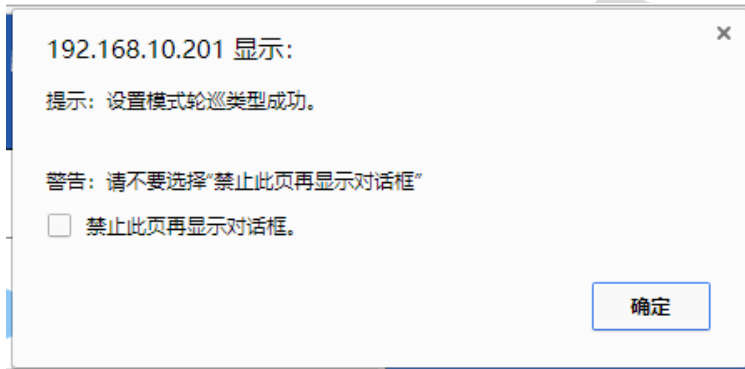 192.168.10.201 显示:
提示：设置模式轮巡类型成功。
警告：请不要选择“禁止此页再显示对话框”
禁止此页再显示对话框。
确定